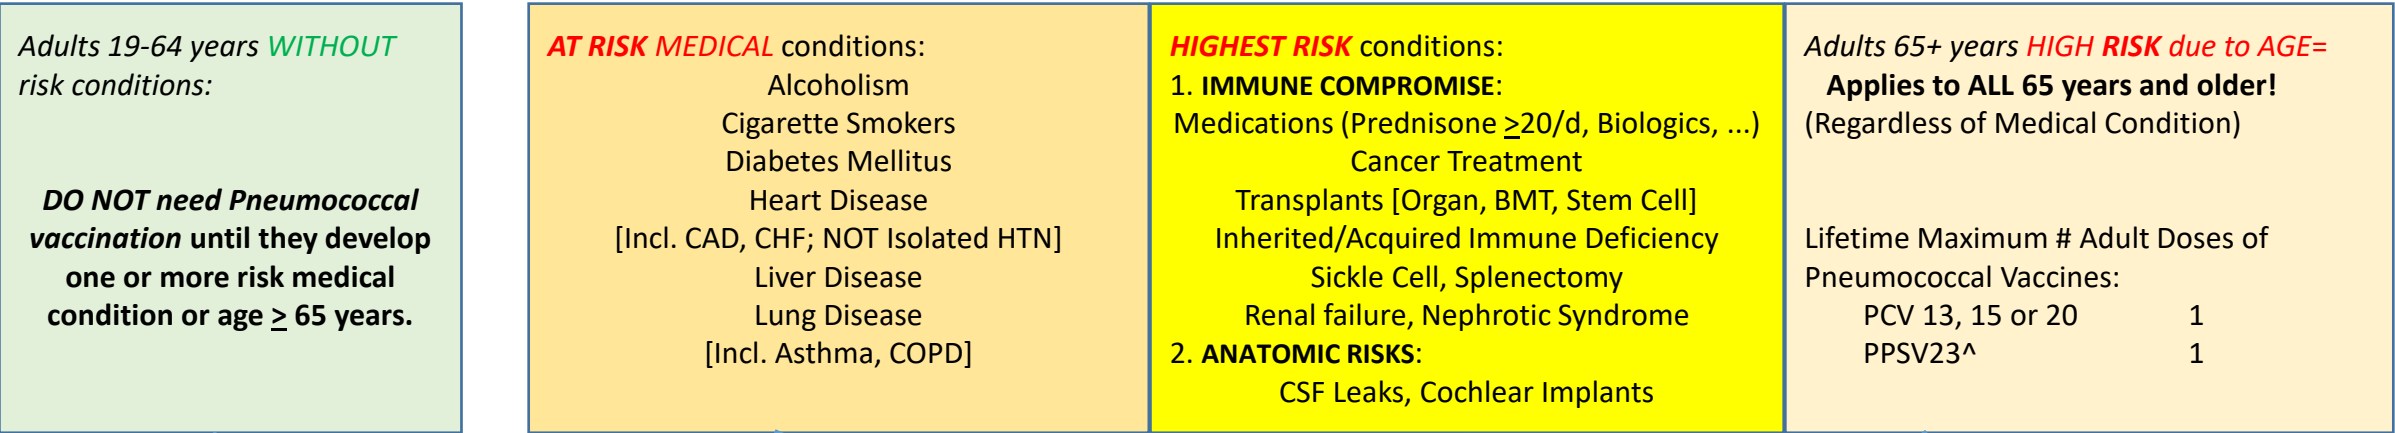 Adults 19-64 years WITHOUT
risk conditions:
DO NOT need Pneumococcal
vaccination until they develop
one or more risk medical
condition or age ≥ 65 years.
AT RISK MEDICAL conditions:
Alcoholism
Cigarette Smokers
Diabetes Mellitus
Heart Disease
[Incl. CAD, CHF; NOT Isolated HTN]
Liver Disease
Lung Disease
[Incl. Asthma, COPD]
HIGHEST RISK conditions:
1. IMMUNE COMPROMISE:
Medications (Prednisone ≥20/d, Biologics, ...)
Cancer Treatment
Transplants [Organ, BMT, Stem Cell]
Inherited/Acquired Immune Deficiency
Sickle Cell, Splenectomy
Renal failure, Nephrotic Syndrome
2. ANATOMIC RISKS:
CSF Leaks, Cochlear Implants
Adults 65+ years HIGH RISK due to AGE=
Applies to ALL 65 years and older!
(Regardless of Medical Condition)
Lifetime Maximum # Adult Doses of
Pneumococcal Vaccines:
PCV 13, 15 or 20 1
PPSV23^ 1